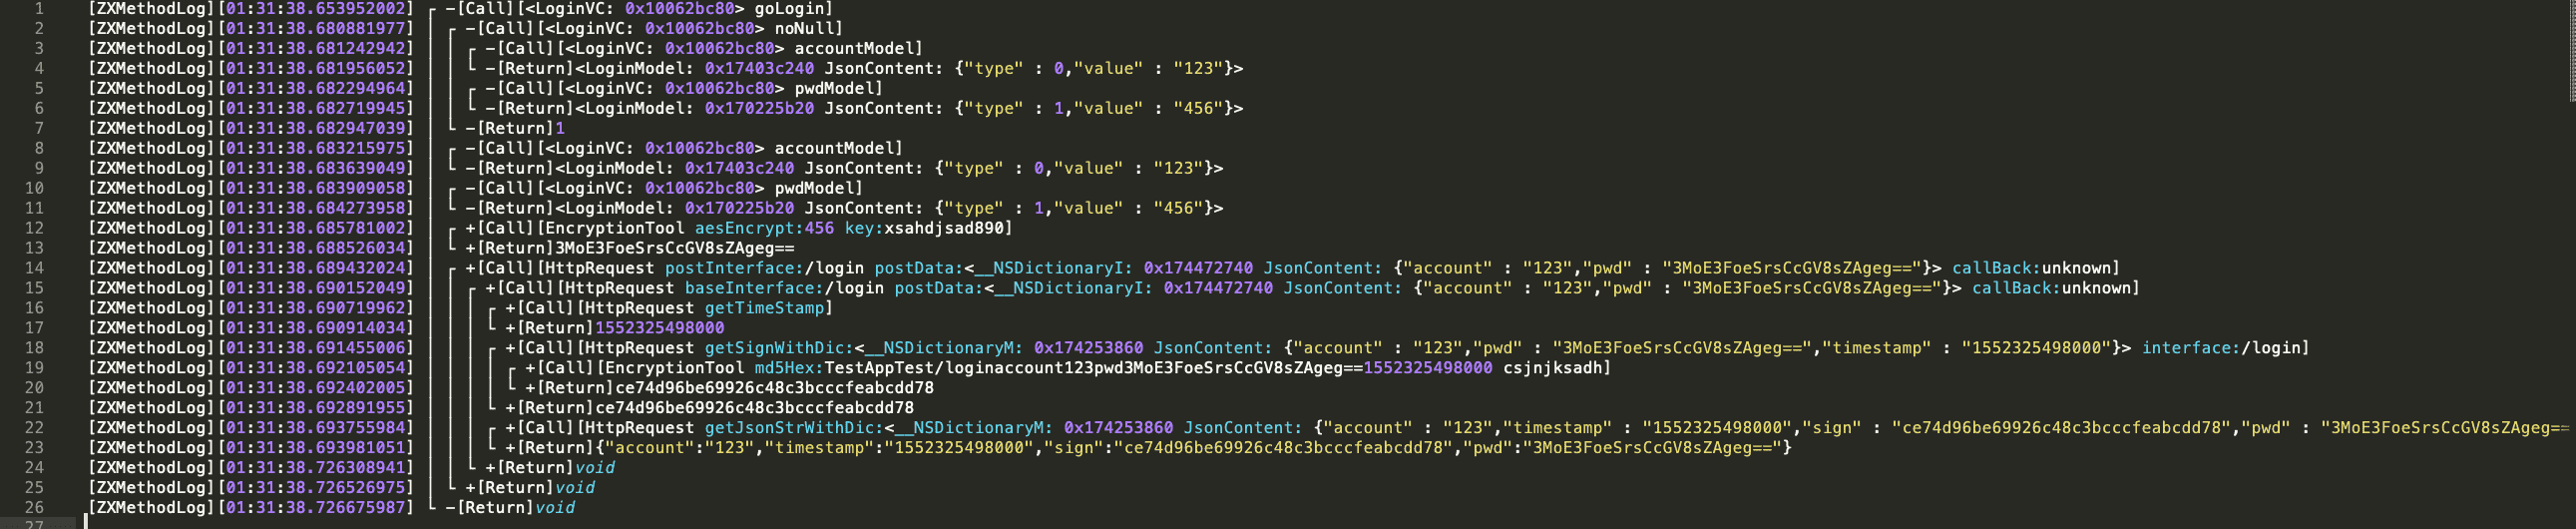 1 [ZXMethodLog][01:31:38.653952002] ┌ -[Call][<LoginVC: 0x10062bc80> goLogin]
2 [ZXMethodLog][01:31:38.680881977] │ ┌ -[Call][<LoginVC: 0x10062bc80> noNull]
3 [ZXMethodLog][01:31:38.681242942] │ │ ┌ -[Call][<LoginVC: 0x10062bc80> accountModel]
4 [ZXMethodLog][01:31:38.681956052] │ │ └ -[Return]<LoginModel: 0x17403c240 JsonContent: {"type" : 0,"value" : "123"}>
5 [ZXMethodLog][01:31:38.682294964] │ │ ┌ -[Call][<LoginVC: 0x10062bc80> pwdModel]
6 [ZXMethodLog][01:31:38.682719945] │ │ └ -[Return]<LoginModel: 0x170225b20 JsonContent: {"type" : 1,"value" : "456"}>
7 [ZXMethodLog][01:31:38.682947039] │ └ -[Return]1
8 [ZXMethodLog][01:31:38.683215975] │ ┌ -[Call][<LoginVC: 0x10062bc80> accountModel]
9 [ZXMethodLog][01:31:38.683639049] │ └ -[Return]<LoginModel: 0x17403c240 JsonContent: {"type" : 0,"value" : "123"}>
10 [ZXMethodLog][01:31:38.683909058] │ ┌ -[Call][<LoginVC: 0x10062bc80> pwdModel]
11 [ZXMethodLog][01:31:38.684273958] │ └ -[Return]<LoginModel: 0x170225b20 JsonContent: {"type" : 1,"value" : "456"}>
12 [ZXMethodLog][01:31:38.685781002] │ ┌ +[Call][EncryptionTool aesEncrypt:456 key:xsahdjsad890]
13 [ZXMethodLog][01:31:38.688526034] │ └ +[Return]3MoE3FoeSrsCcGV8sZAgeg==
14 [ZXMethodLog][01:31:38.689432024] │ ┌ +[Call][HttpRequest postInterface:/login postData:<__NSDictionaryI: 0x174472740 JsonContent: {"account" : "123","pwd" : "3MoE3FoeSrsCcGV8sZAgeg=="}> callBack:unknown]
15 [ZXMethodLog][01:31:38.690152049] │ │ ┌ +[Call][HttpRequest baseInterface:/login postData:<__NSDictionaryI: 0x174472740 JsonContent: {"account" : "123","pwd" : "3MoE3FoeSrsCcGV8sZAgeg=="}> callBack:unknown]
16 [ZXMethodLog][01:31:38.690719962] │ │ │ ┌ +[Call][HttpRequest getTimeStamp]
17 [ZXMethodLog][01:31:38.690914034] │ │ │ └ +[Return]1552325498000
18 [ZXMethodLog][01:31:38.691455006] │ │ │ ┌ +[Call][HttpRequest getSignWithDic:<__NSDictionaryM: 0x174253860 JsonContent: {"account" : "123","pwd" : "3MoE3FoeSrsCcGV8sZAgeg==","timestamp" : "1552325498000"}> interface:/login]
19 [ZXMethodLog][01:31:38.692105054] │ │ │ │ ┌ +[Call][EncryptionTool md5Hex:TestAppTest/loginaccount123pwd3MoE3FoeSrsCcGV8sZAgeg==1552325498000 csjnjksadh]
20 [ZXMethodLog][01:31:38.692402005] │ │ │ │ └ +[Return]ce74d96be69926c48c3bcccfeabcdd78
21 [ZXMethodLog][01:31:38.692891955] │ │ │ └ +[Return]ce74d96be69926c48c3bcccfeabcdd78
22 [ZXMethodLog][01:31:38.693755984] │ │ │ ┌ +[Call][HttpRequest getJsonStrWithDic:<__NSDictionaryM: 0x174253860 JsonContent: {"account" : "123","timestamp" : "1552325498000","sign" : "ce74d96be69926c48c3bcccfeabcdd78","pwd" : "3MoE3FoeSrsCcGV8sZAgeg==
23 [ZXMethodLog][01:31:38.693981051] │ │ │ └ +[Return]{"account":"123","timestamp":"1552325498000","sign":"ce74d96be69926c48c3bcccfeabcdd78","pwd":"3MoE3FoeSrsCcGV8sZAgeg=="}
24 [ZXMethodLog][01:31:38.726308941] │ │ └ +[Return]void
25 [ZXMethodLog][01:31:38.726526975] │ └ +[Return]void
26 [ZXMethodLog][01:31:38.726675987] └ -[Return]void
27